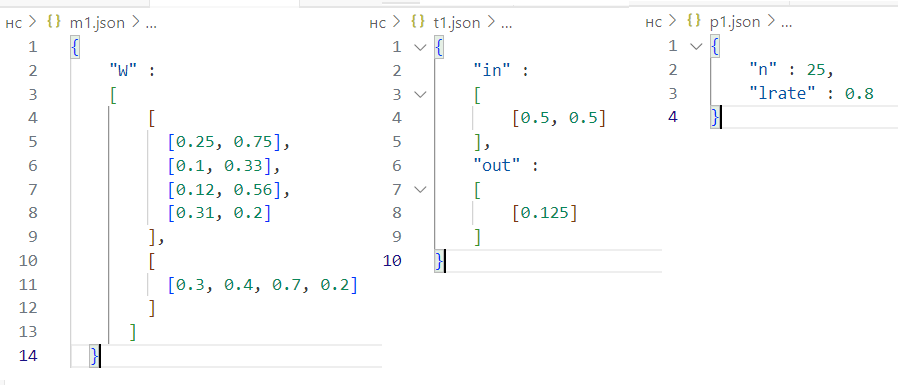 нс > {} m1.json > ...
1 {
2 "W" :
3 [
4 [
5 [0.25, 0.75],
6 [0.1, 0.33],
7 [0.12, 0.56],
8 [0.31, 0.2]
9 ],
10 [
11 [0.3, 0.4, 0.7, 0.2]
12 ]
13 ]
14 }
нс > {} t1.json > ...
1 {
2 "in" :
3 [
4 [0.5, 0.5]
5 ],
6 "out" :
7 [
8 [0.125]
9 ]
10 }
нс > {} p1.json > ...
1 {
2 "n" : 25,
3 "lrate" : 0.8
4 }